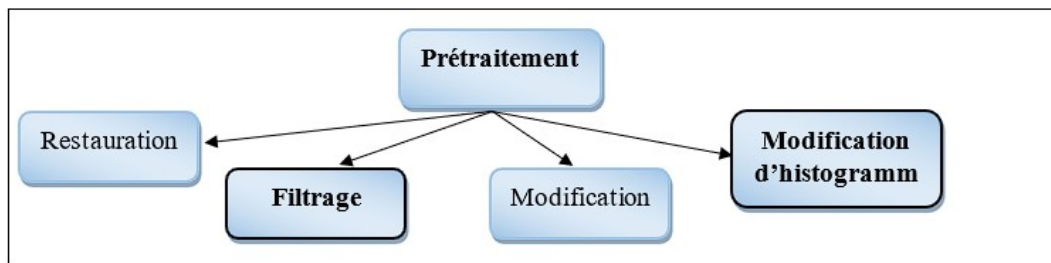 Prétraitement
Restauration
Filtrage
Modification
Modification
d’histogramm